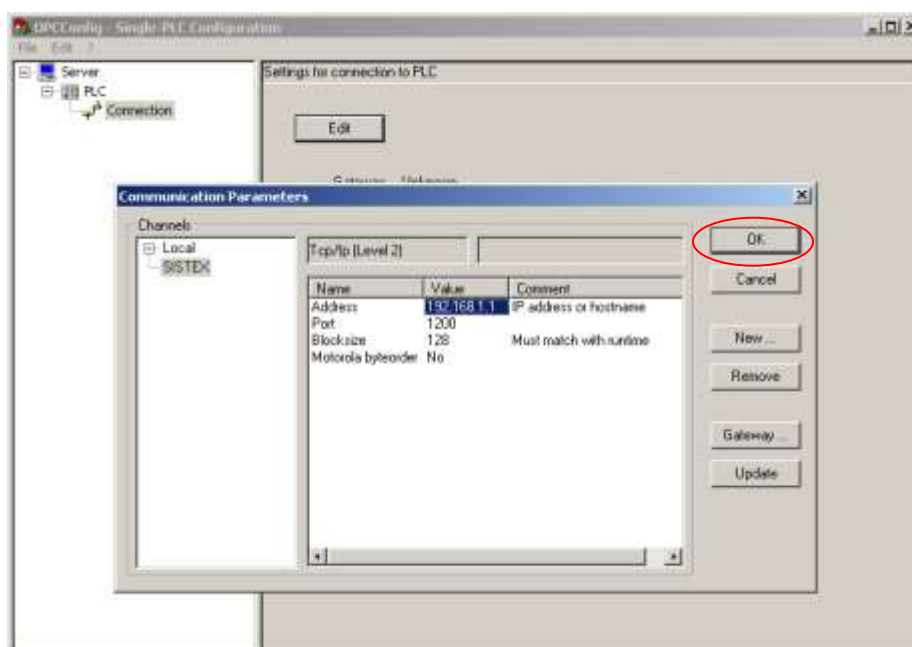 OPCConfig - Single-PLC Configuration
File Edit ?
Server
PLC
Connection
Settings for connection to PLC
Edit
Communication Parameters
Channels
Local
SISTEX
Tcp/Ip (Level 2)
Name Value Comment
Address 192.168.1.1 IP address or hostname
Port 1200
Blocksize 128 Must match with runtime
Motorola byteorder No
OK
Cancel
New ...
Remove
Gateway ...
Update